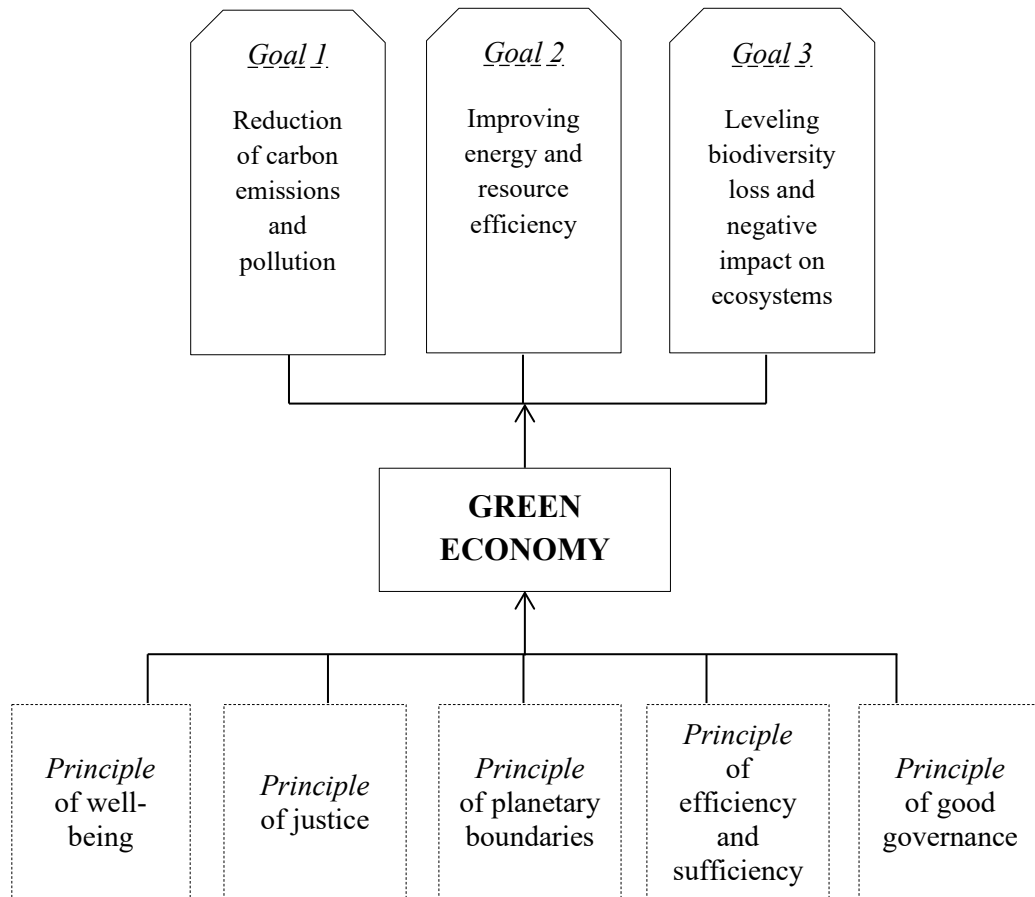 Goal 1
Reduction
of carbon
emissions
and
pollution
Goal 2
Improving
energy and
resource
efficiency
Goal 3
Leveling
biodiversity
loss and
negative
impact on
ecosystems
GREEN
ECONOMY
Principle
of well-
being
Principle
of justice
Principle
of planetary
boundaries
Principle
of
efficiency
and
sufficiency
Principle
of good
governance